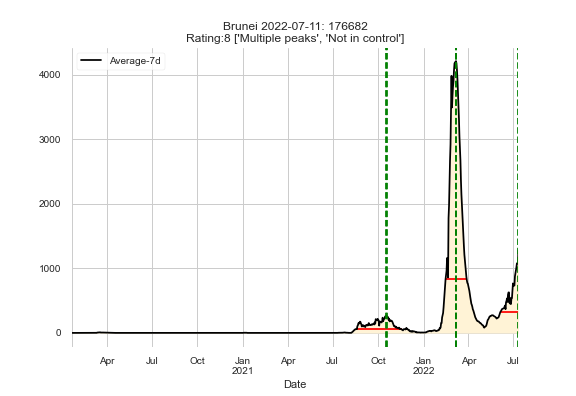 Brunei 2022-07-11: 176682
Rating:8 ['Multiple peaks', 'Not in control']
Average-7d
4000
3000
2000
1000
0
Apr Jul Oct Jan Apr Jul Oct Jan Apr Jul
2021 2022
Date